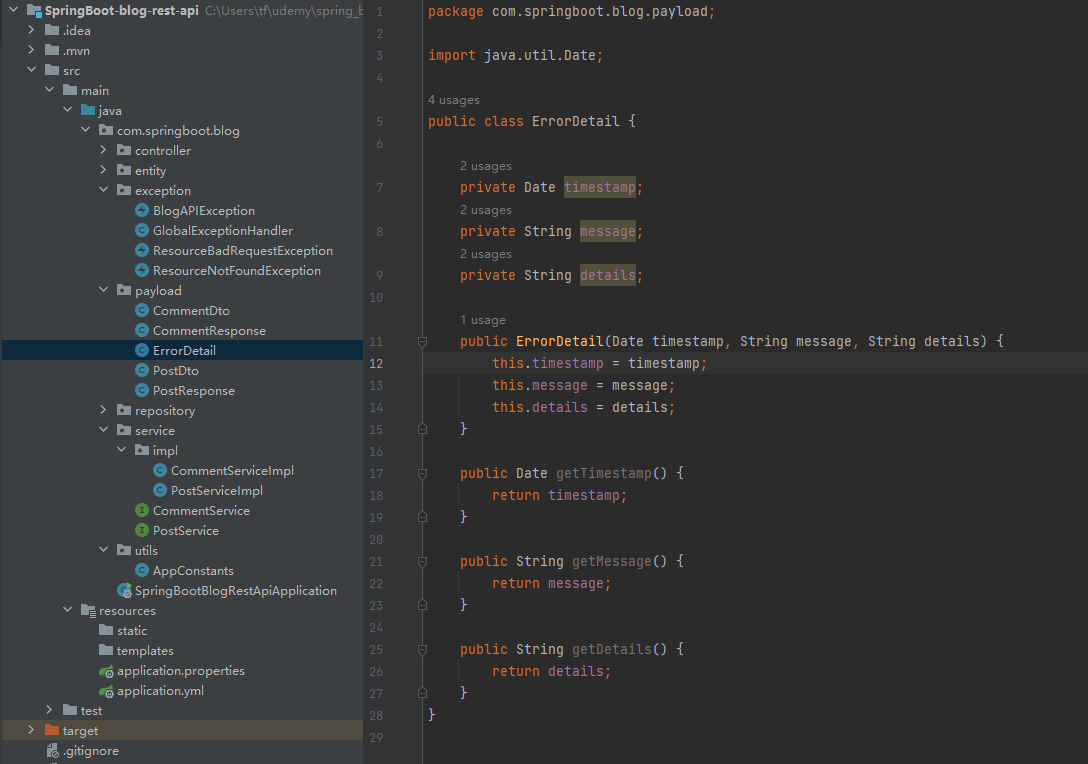 SpringBoot-blog-rest-api C:\Users\tf\udemy\spring_b
.idea
.mvn
src
main
java
com.springboot.blog
controller
entity
exception
BlogAPIException
GlobalExceptionHandler
ResourceBadRequestException
ResourceNotFoundException
payload
CommentDto
CommentResponse
ErrorDetail
PostDto
PostResponse
repository
service
impl
CommentServiceImpl
PostServiceImpl
CommentService
PostService
utils
AppConstants
SpringBootBlogRestApiApplication
resources
static
templates
application.properties
application.yml
test
target
.gitignore
1 package com.springboot.blog.payload;
2
3 import java.util.Date;
4
4 usages
5 public class ErrorDetail {
6
2 usages
7 private Date timestamp;
2 usages
8 private String message;
2 usages
9 private String details;
10
1 usage
11 public ErrorDetail(Date timestamp, String message, String details) {
12 this.timestamp = timestamp;
13 this.message = message;
14 this.details = details;
15 }
16
17 public Date getTimestamp() {
18 return timestamp;
19 }
20
21 public String getMessage() {
22 return message;
23 }
24
25 public String getDetails() {
26 return details;
27 }
28 }
29